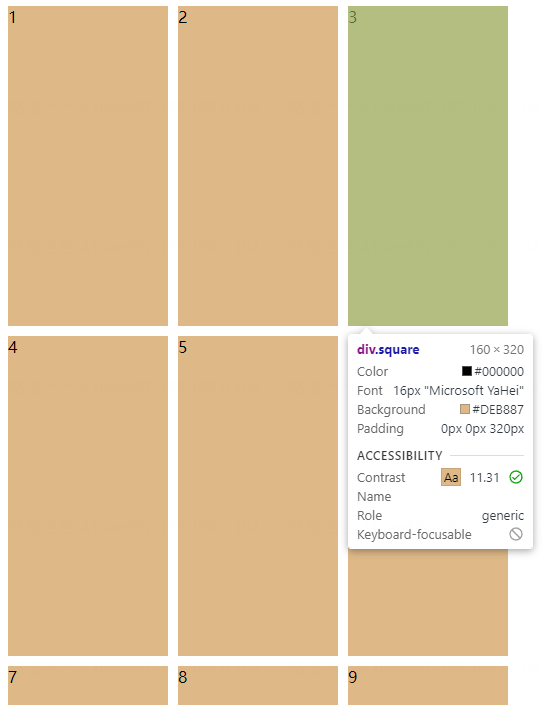 1 2 3
4 5
div.square 160 × 320
Color #000000
Font 16px "Microsoft YaHei"
Background #DEB887
Padding 0px 0px 320px
ACCESSIBILITY
Contrast Aa 11.31
Name
Role generic
Keyboard-focusable
7 8 9